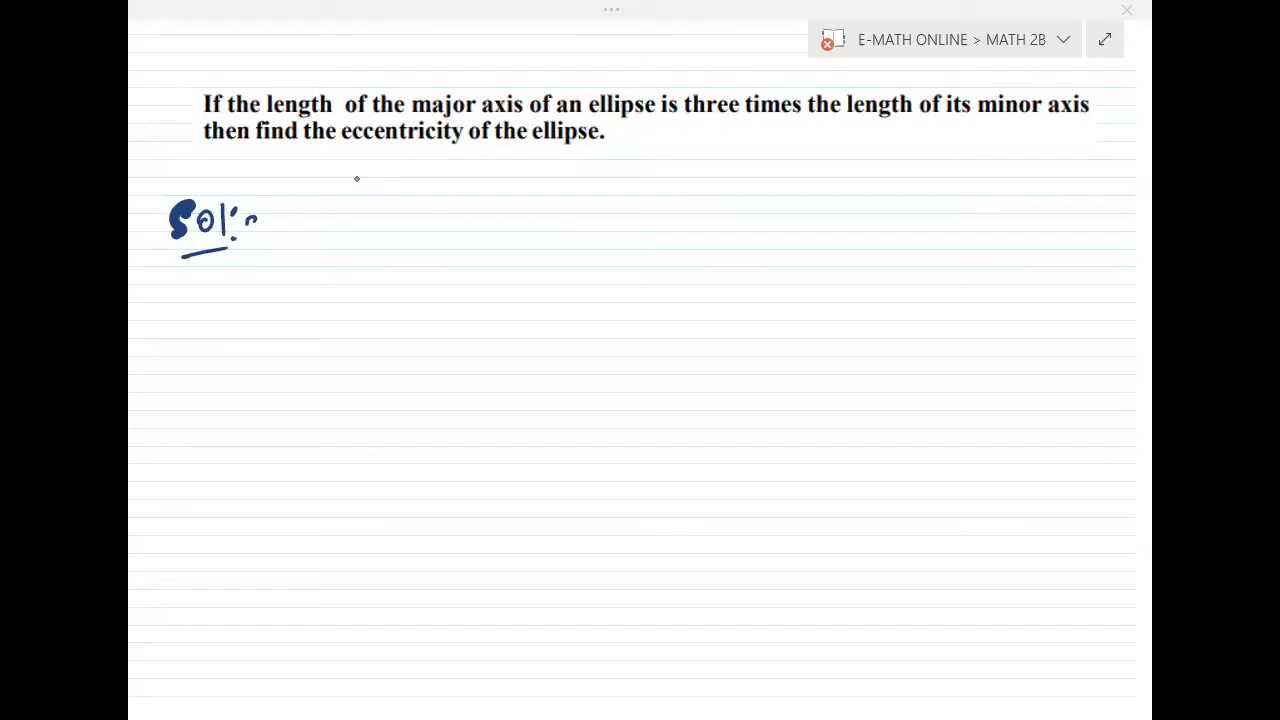 E-MATH ONLINE > MATH 2B
If the length of the major axis of an ellipse is three times the length of its minor axis
then find the eccentricity of the ellipse.
Sol: